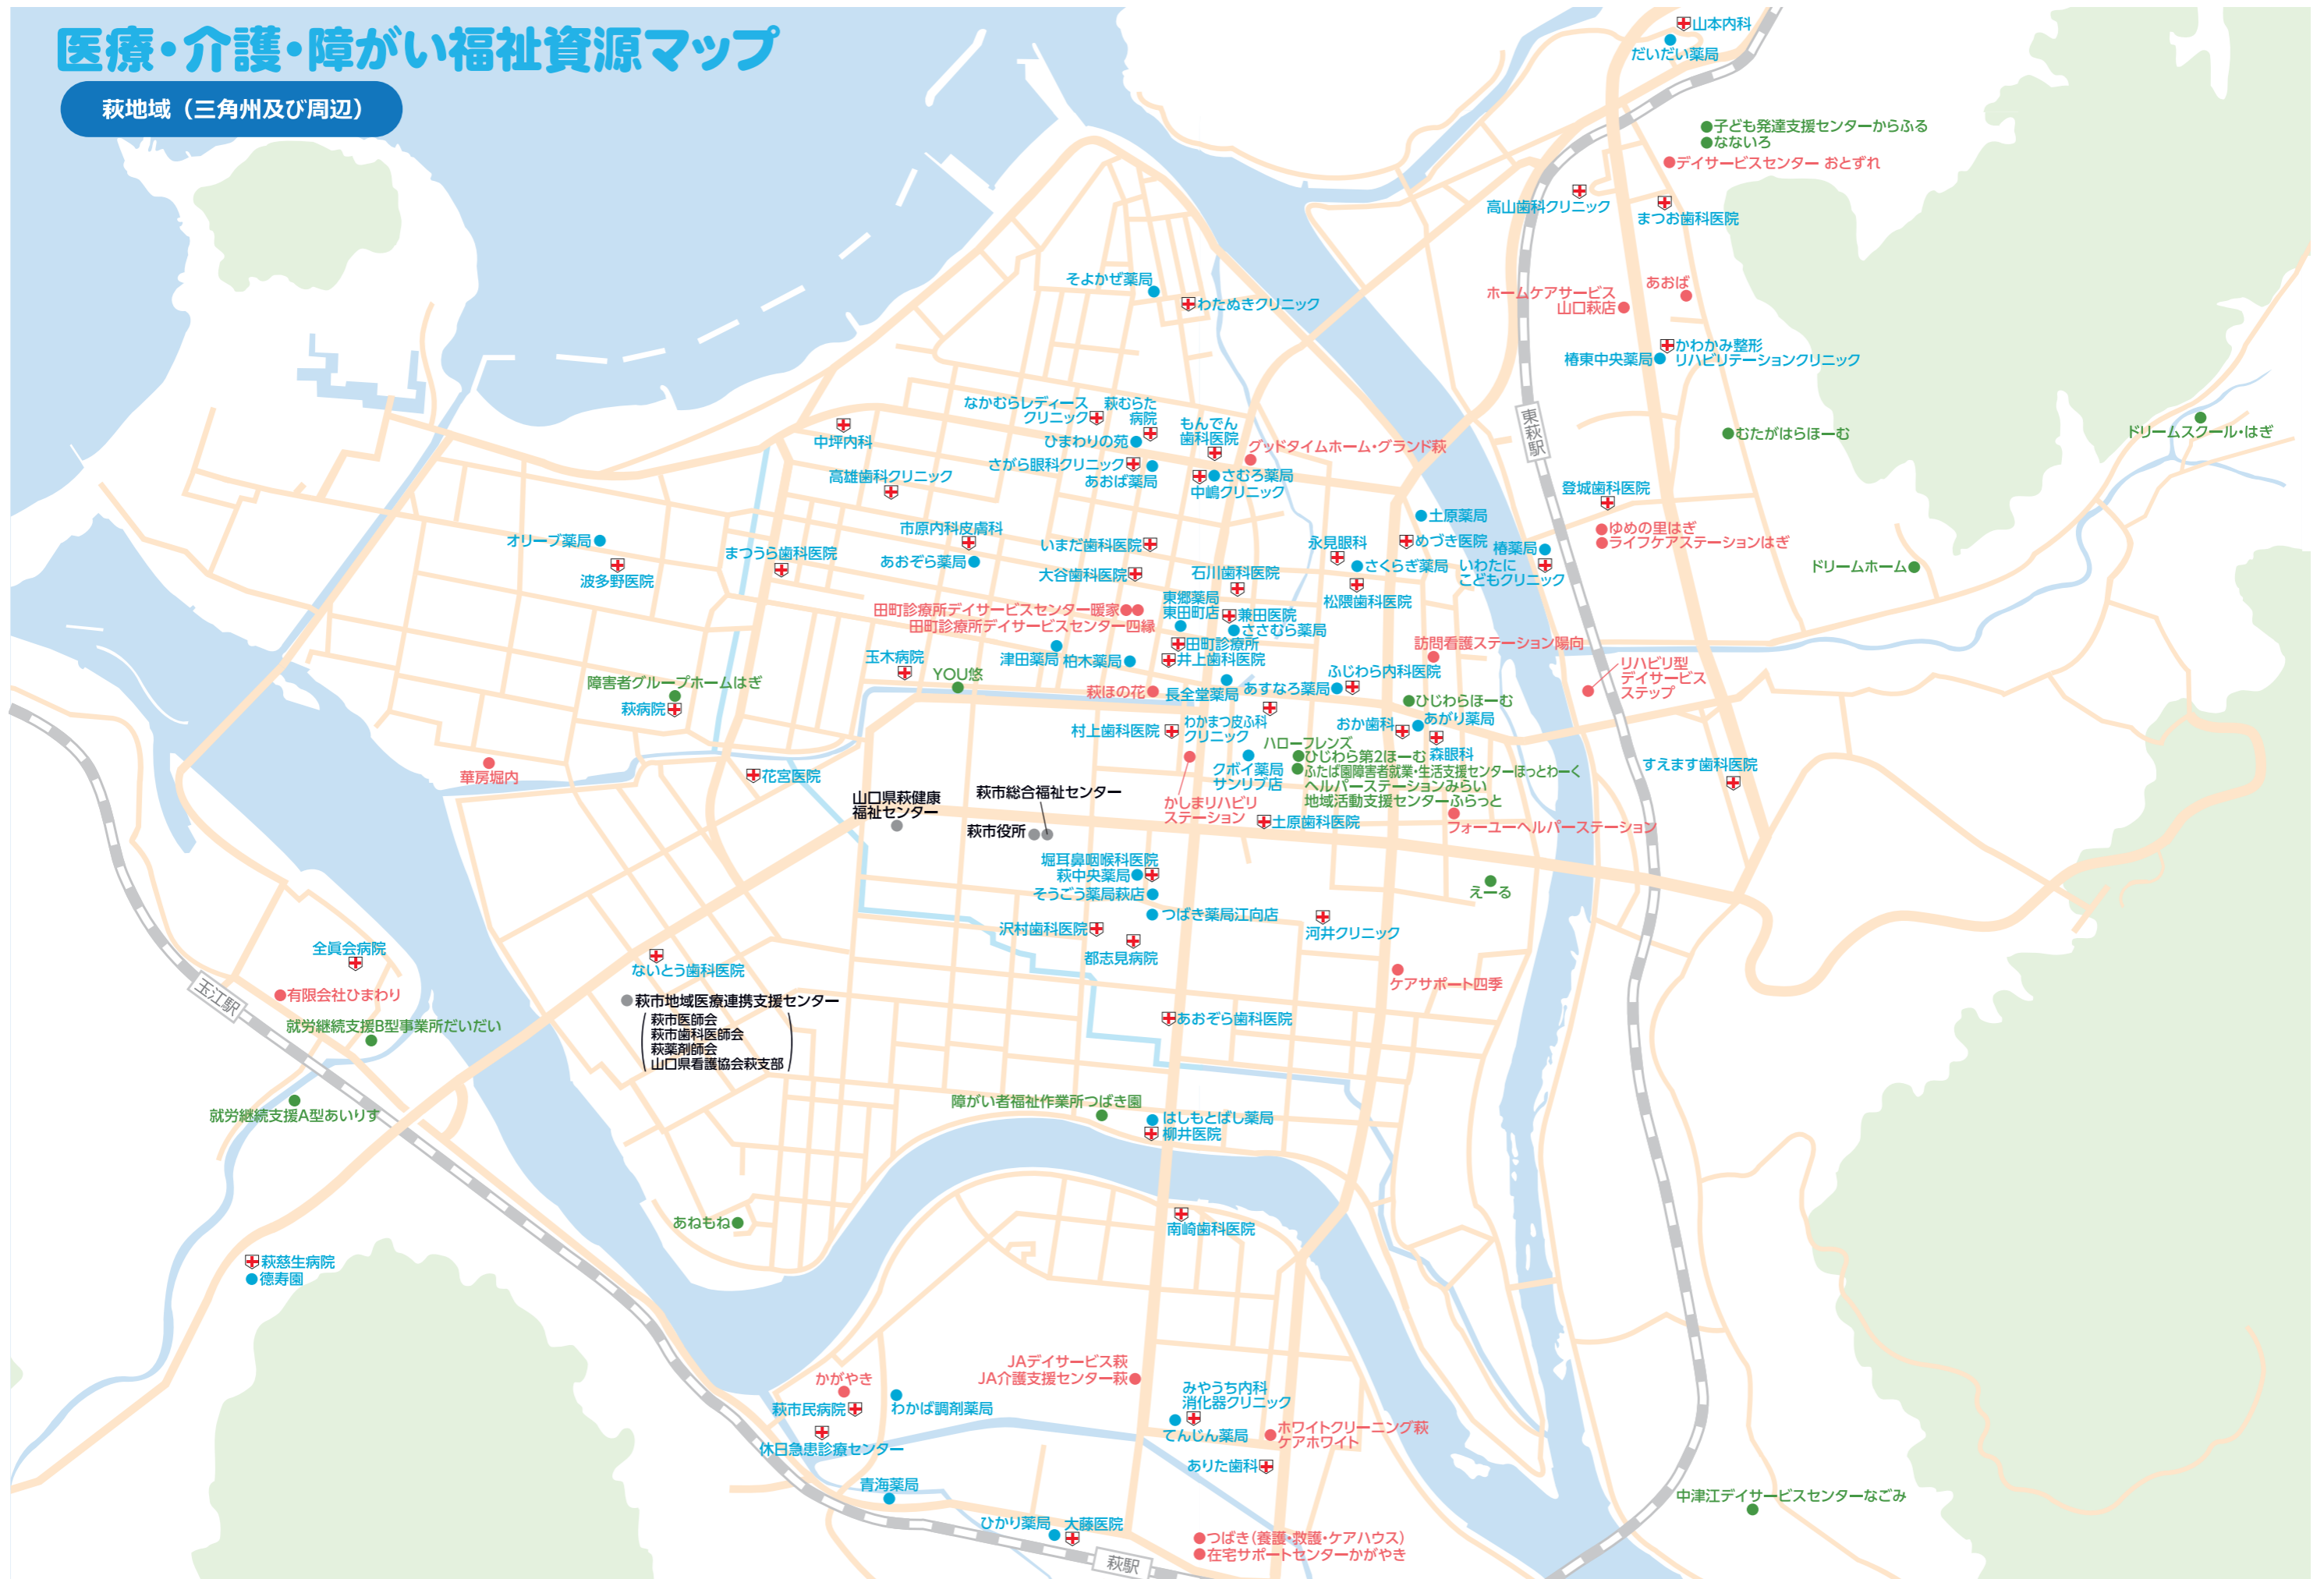 医療・介護・障がい福祉資源マップ
萩地域（三角州及び周辺）
山本内科
だいだい薬局
子ども発達支援センターからふる
なないろ
デイサービスセンター おとずれ
高山歯科クリニック
まつお歯科医院
そよかぜ薬局
わたぬきクリニック
ホームケアサービス
山口萩店
あおば
かわかみ整形
リハビリテーションクリニック
椿東中央薬局
東萩駅
むたがはらほーむ
ドリームスクール・はぎ
なかむらレディース
クリニック
萩むらた
病院
もんでん
歯科医院
中坪内科
ひまわりの苑
グッドタイムホーム・グランド萩
さがら眼科クリニック
あおば薬局
さむろ薬局
中嶋クリニック
高雄歯科クリニック
登城歯科医院
ゆめの里はぎ
ライフケアステーションはぎ
土原薬局
市原内科皮膚科
オリーブ薬局
波多野医院
まつうら歯科医院
あおぞら薬局
いまだ歯科医院
大谷歯科医院
永見眼科
めづき医院
椿薬局
さくらぎ薬局
いわたに
こどもクリニック
ドリームホーム
石川歯科医院
松隈歯科医院
東郷薬局
東田町店
兼田医院
ささむら薬局
田町診療所デイサービスセンター暖家
田町診療所デイサービスセンター四縁
田町診療所
井上歯科医院
津田薬局
柏木薬局
玉木病院
YOU悠
訪問看護ステーション陽向
リハビリ型
デイサービス
ステップ
ふじわら内科医院
あすなろ薬局
障害者グループホームはぎ
萩病院
萩ほの花
長全堂薬局
ひじわらほーむ
あがり薬局
おか歯科
森眼科
村上歯科医院
わかまつ皮ふ科
クリニック
ハローフレンズ
ひじわら第2ほーむ
ふたば園障害者就業・生活支援センターほっとわーく
ヘルパーステーションみらい
地域活動支援センターふらっと
クボイ薬局
サンリブ店
すえます歯科医院
華房堀内
花宮医院
山口県萩健康
福祉センター
萩市総合福祉センター
萩市役所
かしまリハビリ
ステーション
土原歯科医院
フォーユーヘルパーステーション
堀耳鼻咽喉科医院
萩中央薬局
そうごう薬局萩店
つばき薬局江向店
えーる
沢村歯科医院
都志見病院
河井クリニック
ケアサポート四季
全眞会病院
有限会社ひまわり
玉江駅
就労継続支援B型事業所だいだい
就労継続支援A型あいりす
ないとう歯科医院
萩市地域医療連携支援センター
萩市医師会
萩市歯科医師会
萩薬剤師会
山口県看護協会萩支部
あおぞら歯科医院
障がい者福祉作業所つばき園
はしもとばし薬局
柳井医院
あねもね
南崎歯科医院
萩慈生病院
徳寿園
JAデイサービス萩
JA介護支援センター萩
かがやき
萩市民病院
わかば調剤薬局
休日急患診療センター
みやうち内科
消化器クリニック
てんじん薬局
ホワイトクリーニング萩
ケアホワイト
ありた歯科
青海薬局
ひかり薬局
大藤医院
萩駅
つばき（養護・救護・ケアハウス）
在宅サポートセンターかがやき
中津江デイサービスセンターなごみ